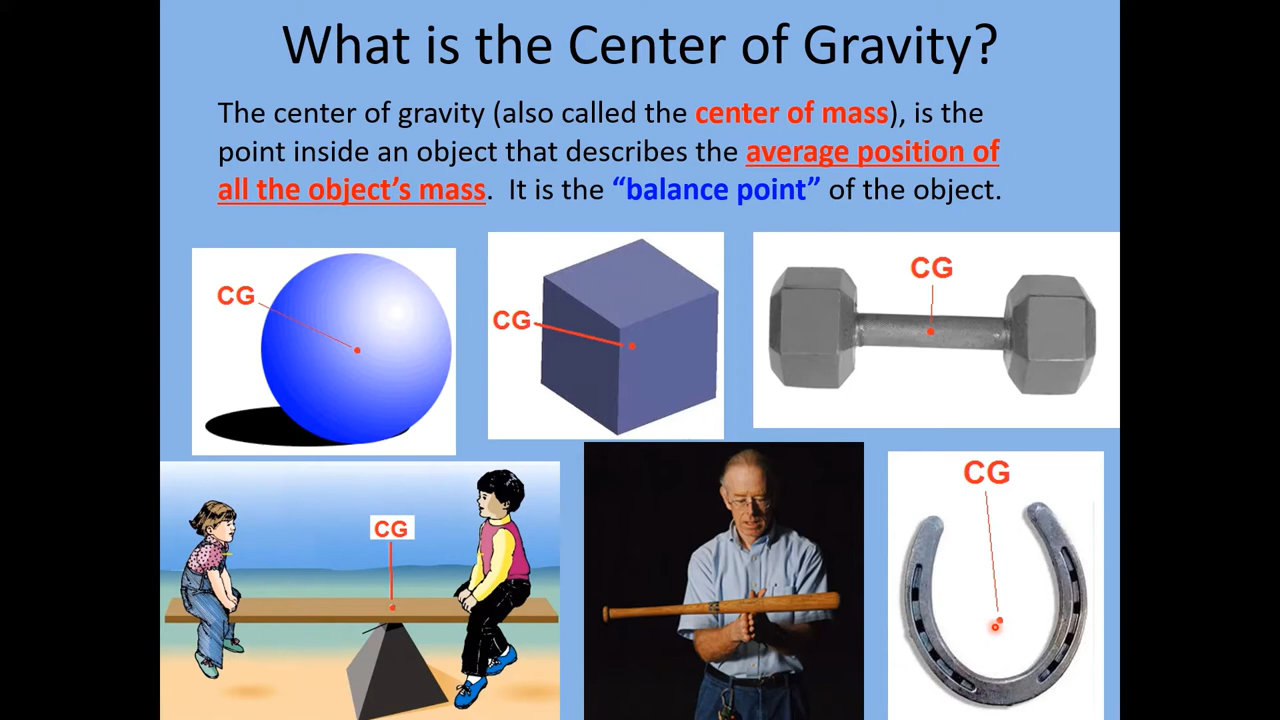 What is the Center of Gravity?
The center of gravity (also called the center of mass), is the
point inside an object that describes the average position of
all the object’s mass. It is the “balance point” of the object.
CG
CG
CG
CG
CG